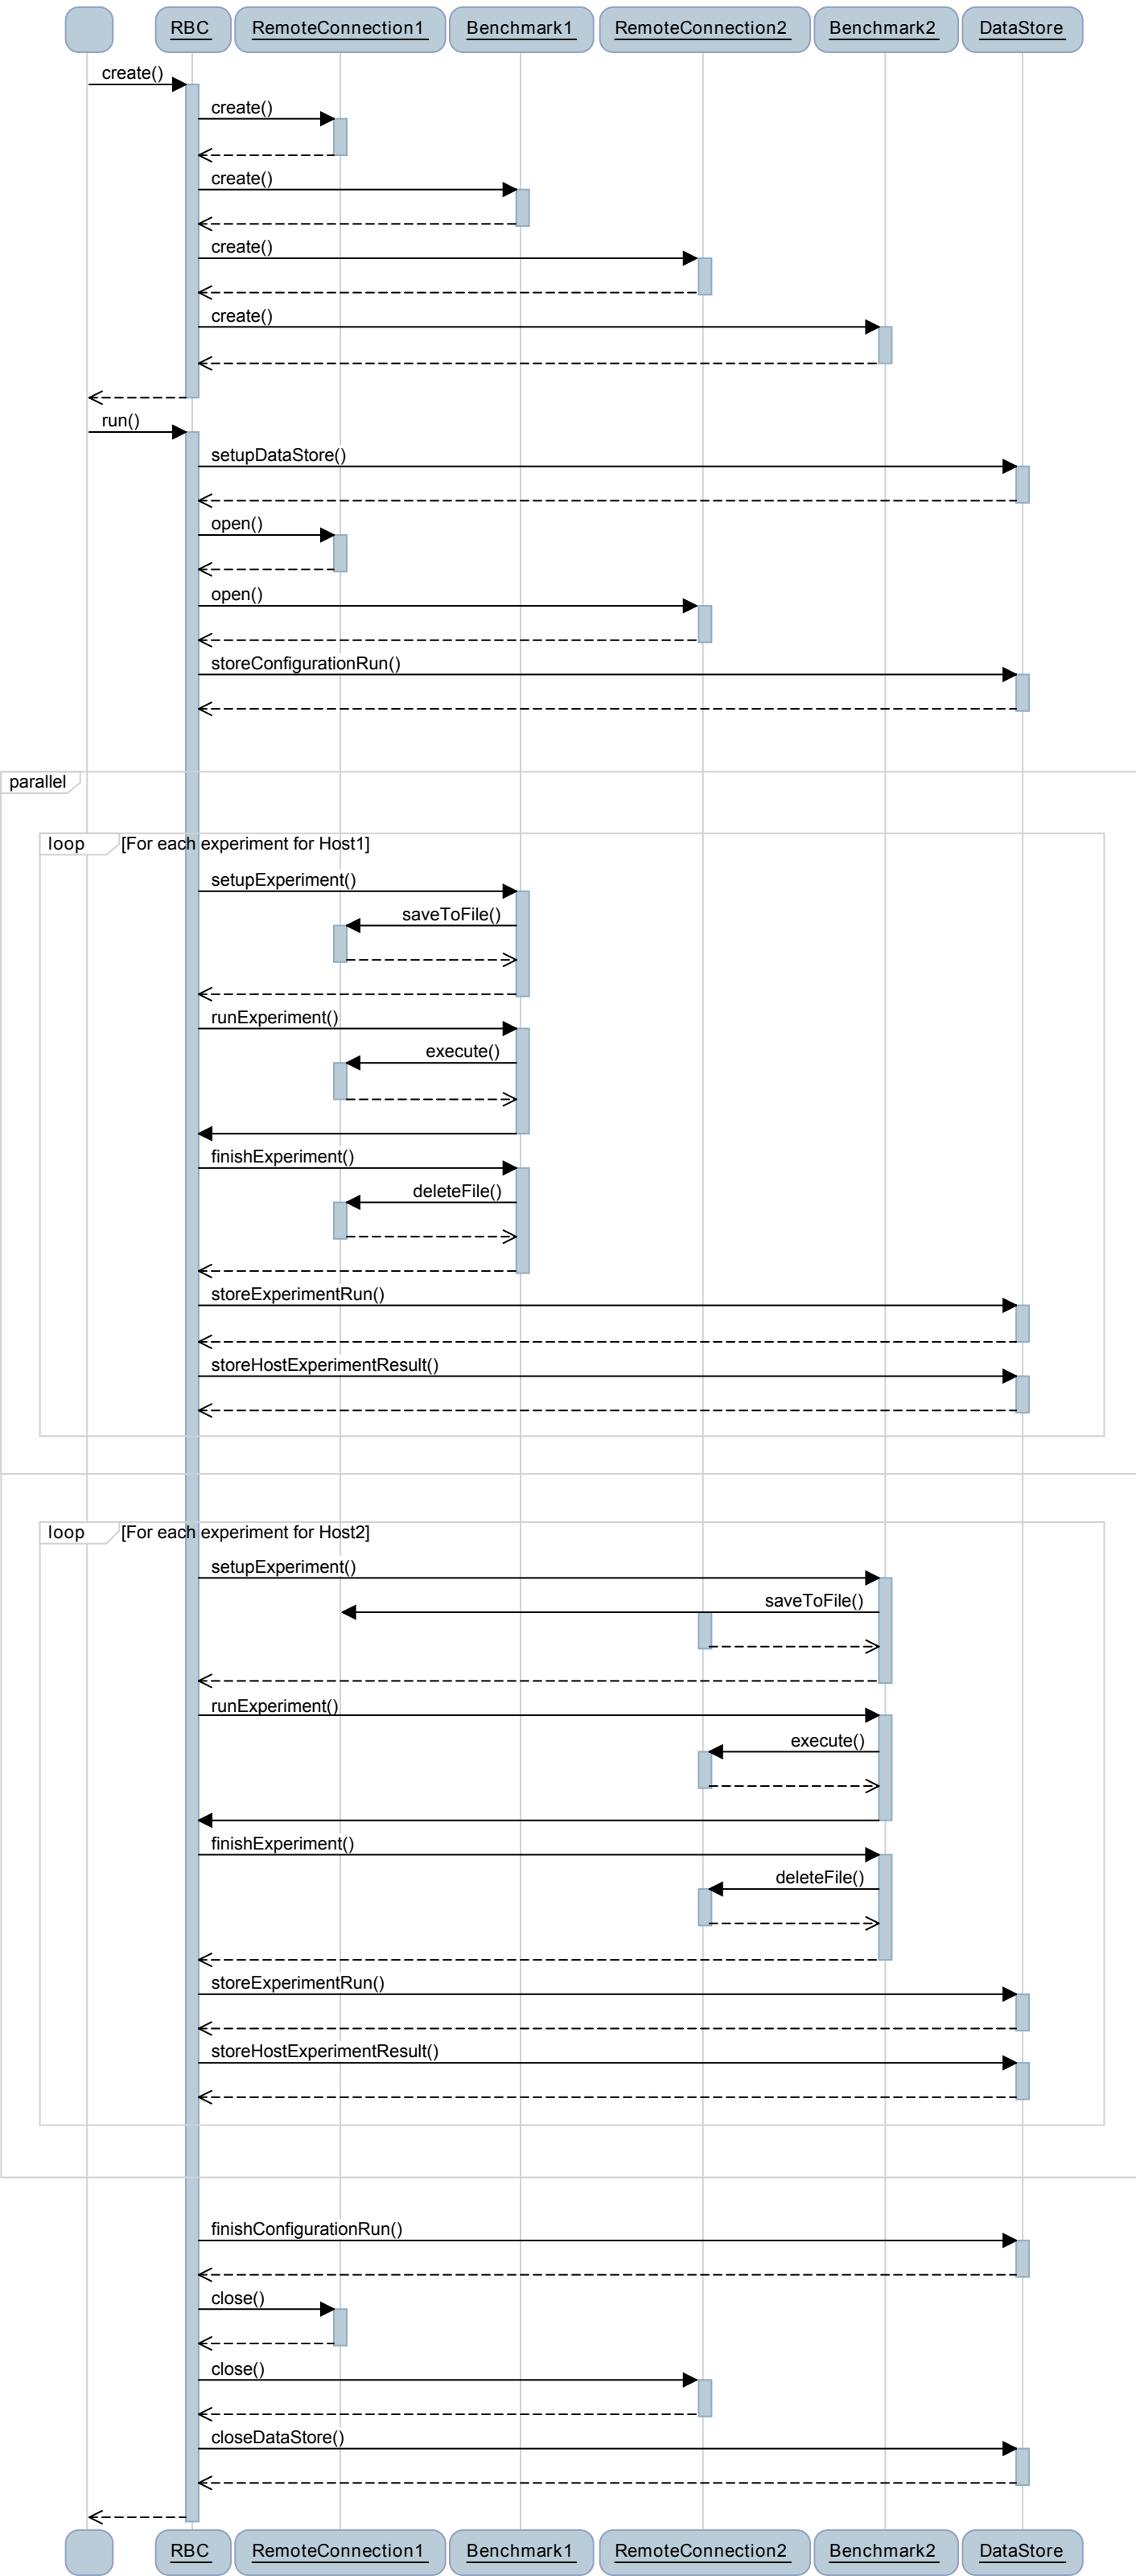 RBC RemoteConnection1 Benchmark1 RemoteConnection2 Benchmark2 DataStore
create()
create()
create()
create()
create()
run()
setupDataStore()
open()
open()
storeConfigurationRun()
parallel
loop [For each experiment for Host1]
setupExperiment()
saveToFile()
runExperiment()
execute()
finishExperiment()
deleteFile()
storeExperimentRun()
storeHostExperimentResult()
loop [For each experiment for Host2]
setupExperiment()
saveToFile()
runExperiment()
execute()
finishExperiment()
deleteFile()
storeExperimentRun()
storeHostExperimentResult()
finishConfigurationRun()
close()
close()
closeDataStore()
RBC RemoteConnection1 Benchmark1 RemoteConnection2 Benchmark2 DataStore